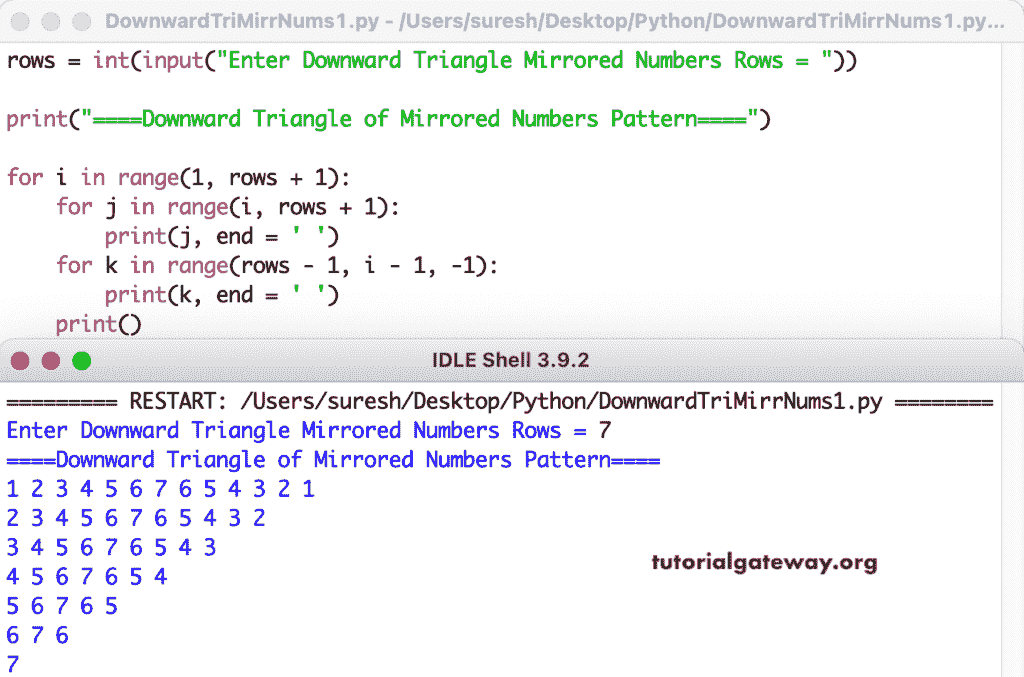 DownwardTriMirrNums1.py - /Users/suresh/Desktop/Python/DownwardTriMirrNums1.py...
rows = int(input("Enter Downward Triangle Mirrored Numbers Rows = "))
print("====Downward Triangle of Mirrored Numbers Pattern====")
for i in range(1, rows + 1):
    for j in range(i, rows + 1):
        print(j, end = ' ')
    for k in range(rows - 1, i - 1, -1):
        print(k, end = ' ')
    print()
IDLE Shell 3.9.2
========= RESTART: /Users/suresh/Desktop/Python/DownwardTriMirrNums1.py ========
Enter Downward Triangle Mirrored Numbers Rows = 7
====Downward Triangle of Mirrored Numbers Pattern====
1 2 3 4 5 6 7 6 5 4 3 2 1
2 3 4 5 6 7 6 5 4 3 2
3 4 5 6 7 6 5 4 3
4 5 6 7 6 5 4
5 6 7 6 5
6 7 6
7
tutorialgateway.org